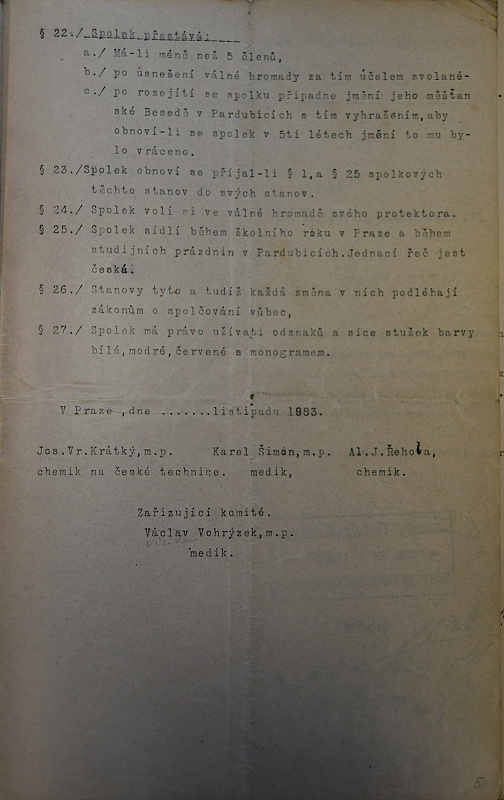 § 22./ Spolek přestává:
a./ Má-li méně než 5 členů,
b./ po usnešení válné hromady za tím účelem svolané-
c./ po rozejítí se spolku připadne jmění jeho měšťan
ské Besedě v Pardubicích s tím vyhražením,aby
obnoví-li se spolek v 5ti létech jmění to mu by-
lo vráceno.
§ 23./Spolek obnoví se přijal-li § 1,a § 25 spolkových
těchto stanov do svých stanov.
§ 24./ Spolek volí si ve válné hromadě svého protektora.
§ 25./ Spolek sídlí během školního roku v Praze a během
studijních prázdnin v Pardubicích.Jednací řeč jest
česká.
§ 26./ Stanovy tyto a tudíž každá změna v nich podléhají
zákonům o spolčování vůbec,
§ 27./ Spolek má právo užívati odznaků a sice stužek barvy
bílé,modré,červené s monogramem.
V Praze ,dne .......listopadu 1983.
Jos.Vr.Krátký,m.p. Karel Šimón,m.p. Al.J.Řehola,
chemik na české technice. medik, chemik.
Zařizující komité.
Václav Vohrýzek,m.p.
medik.
5